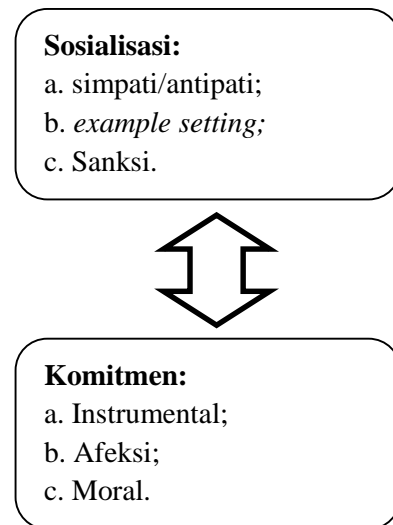 Sosialisasi:
a. simpati/antipati;
b. example setting;
c. Sanksi.
Komitmen:
a. Instrumental;
b. Afeksi;
c. Moral.